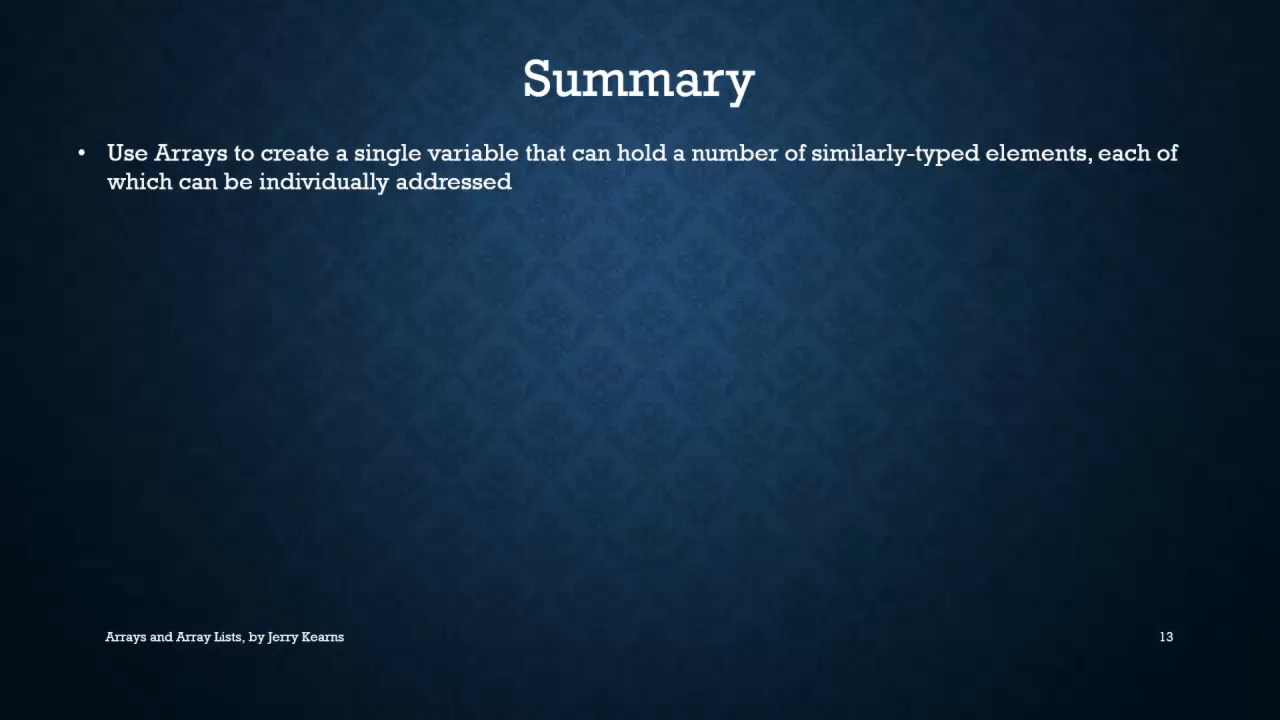 Summary
• Use Arrays to create a single variable that can hold a number of similarly-typed elements, each of
which can be individually addressed
Arrays and Array Lists, by Jerry Kearns
13